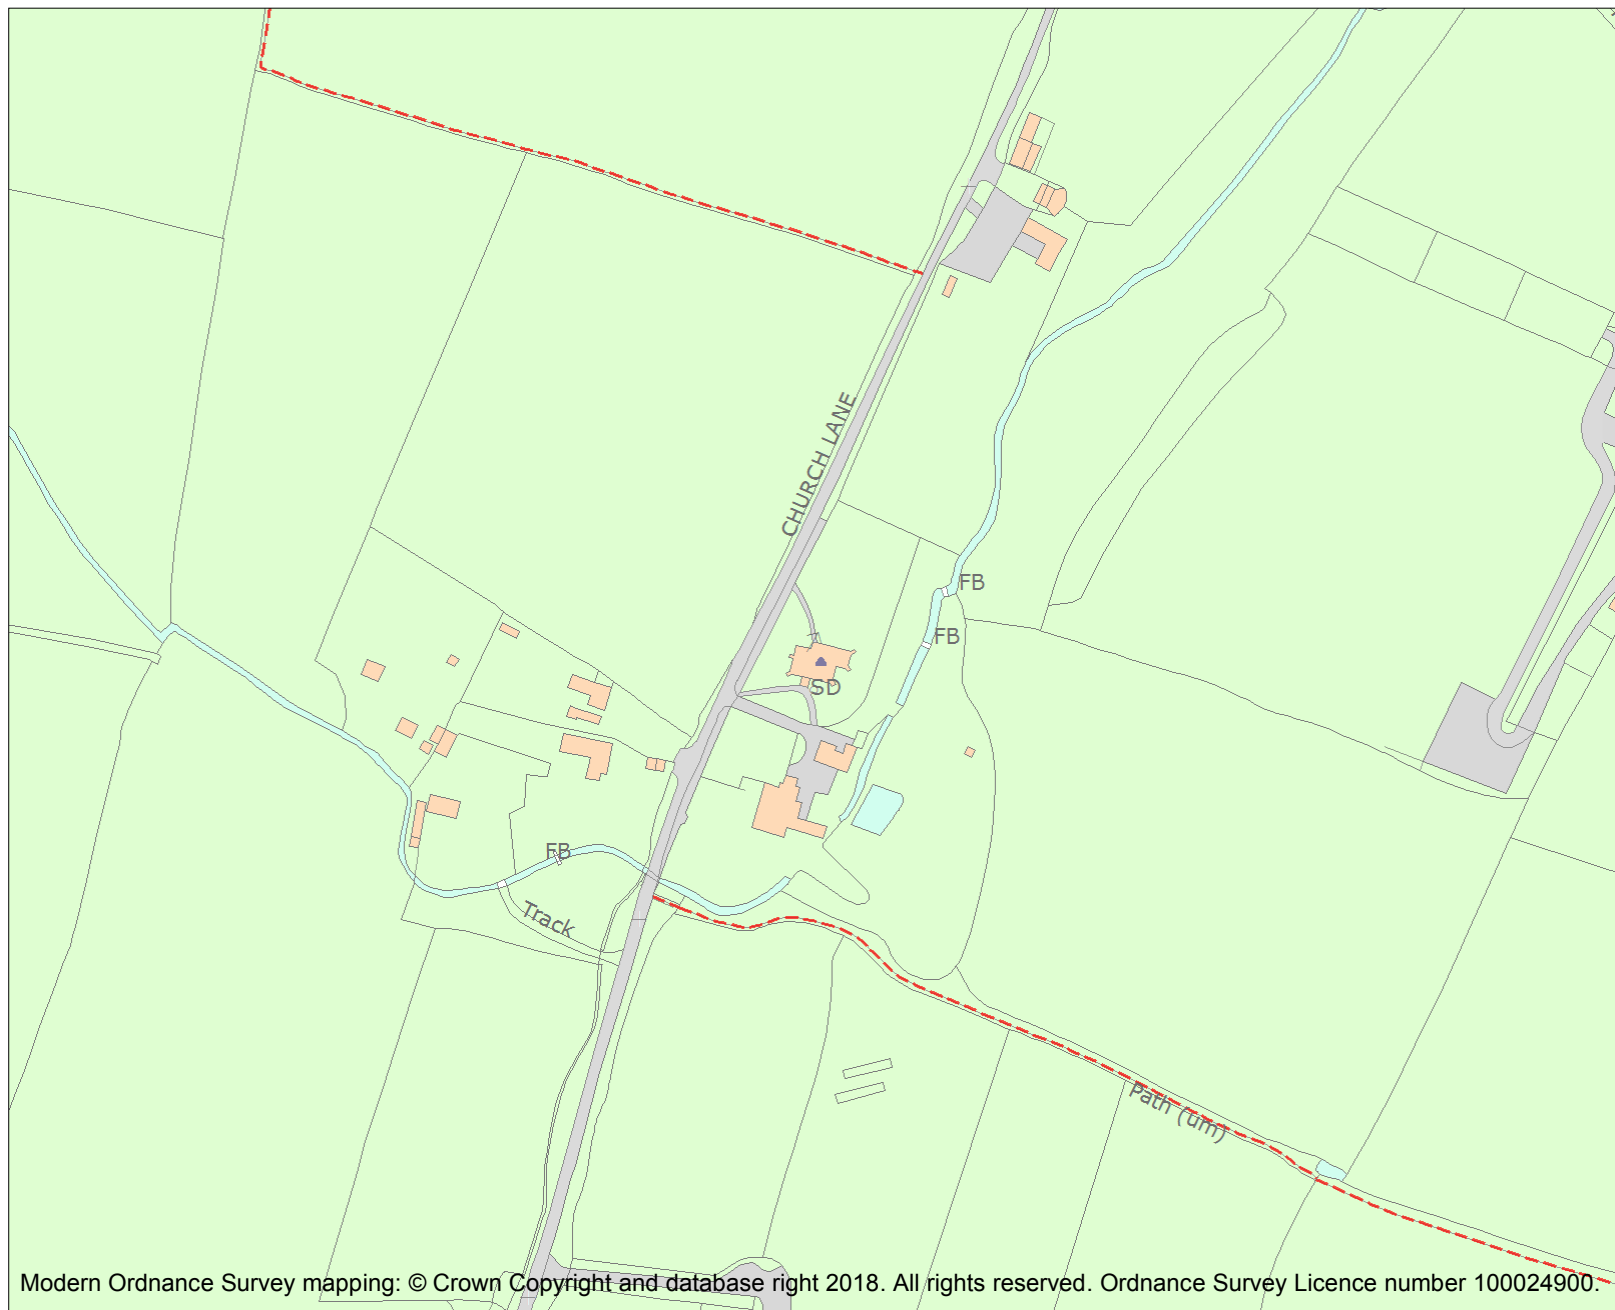 CHURCH LANE
FB
FB
SD
FB
Track
Path (um)
Modern Ordnance Survey mapping: © Crown Copyright and database right 2018. All rights reserved. Ordnance Survey Licence number 100024900.